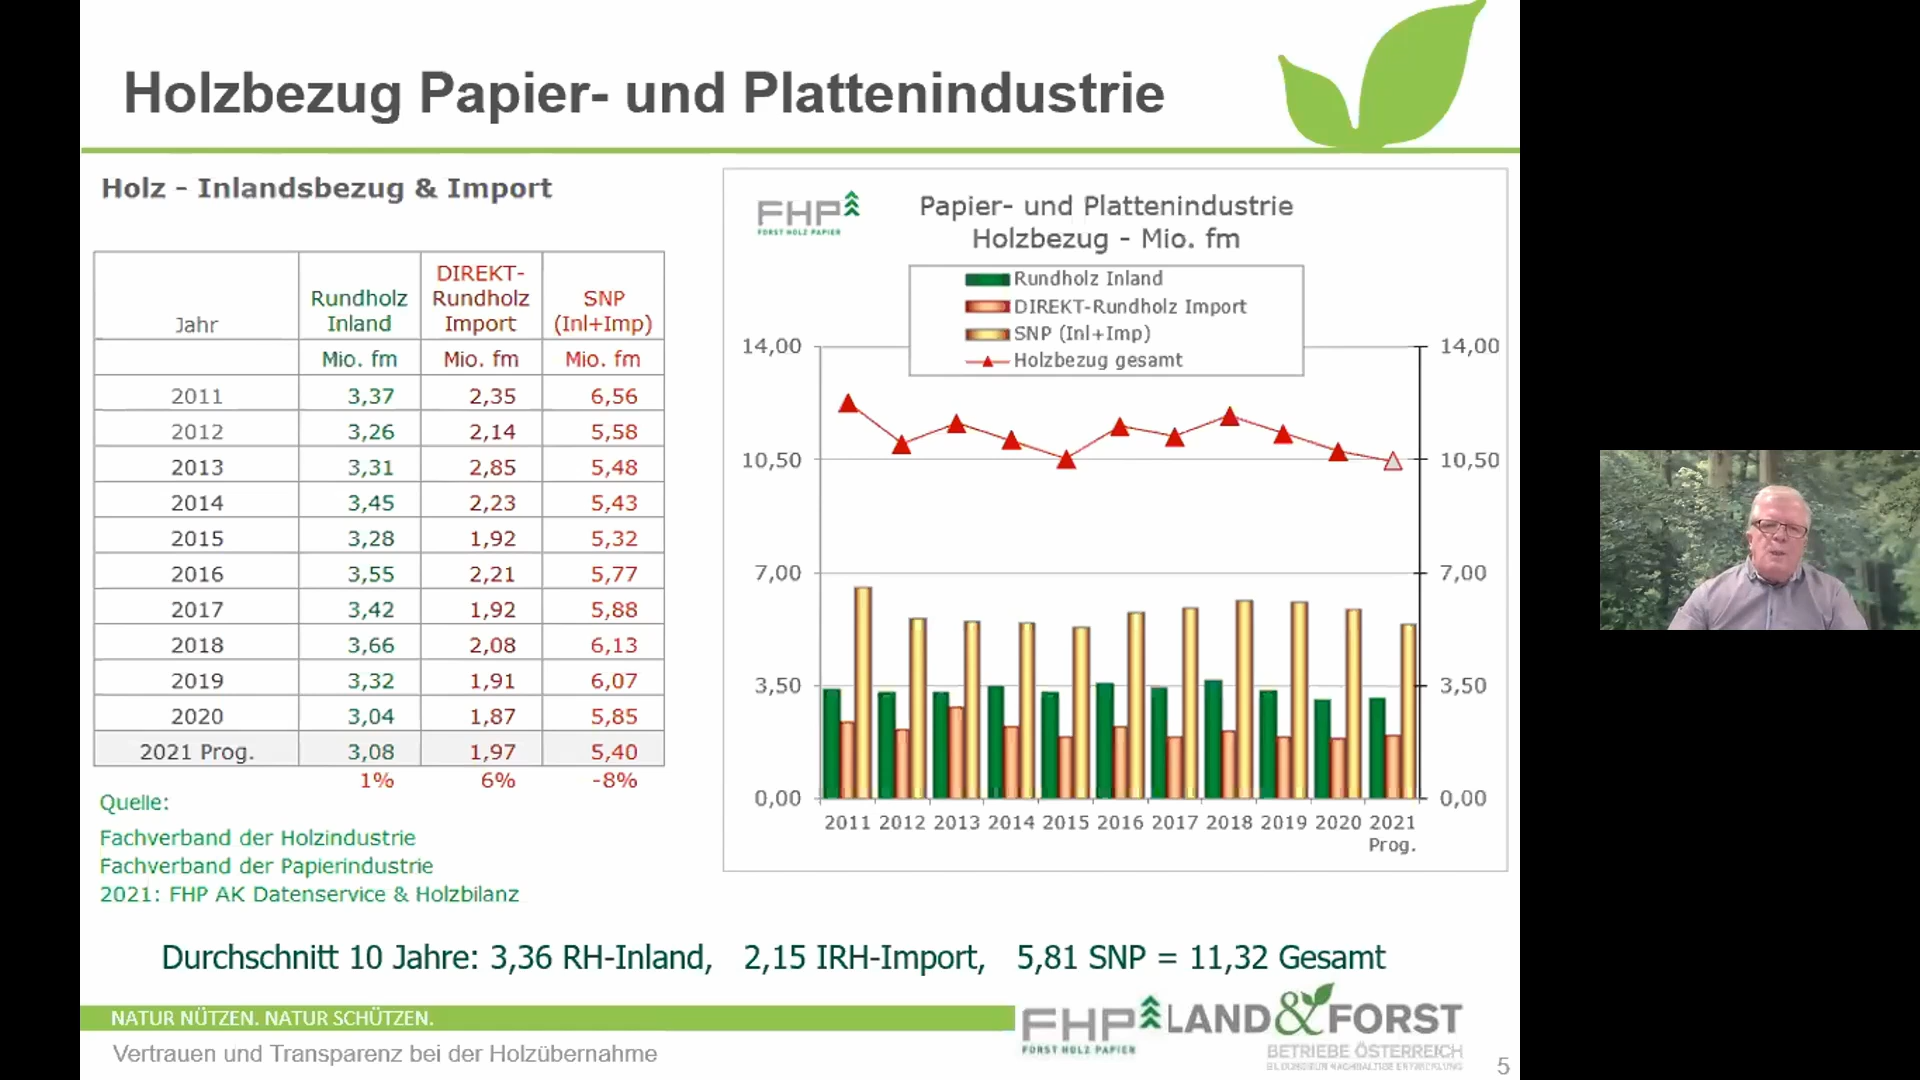 Holzbezug Papier- und Plattenindustrie
Holz - Inlandsbezug & Import
Jahr Rundholz Inland DIREKT-Rundholz Import SNP (Inl+Imp)
Mio. fm Mio. fm Mio. fm
2011 3,37 2,35 6,56
2012 3,26 2,14 5,58
2013 3,31 2,85 5,48
2014 3,45 2,23 5,43
2015 3,28 1,92 5,32
2016 3,55 2,21 5,77
2017 3,42 1,92 5,88
2018 3,66 2,08 6,13
2019 3,32 1,91 6,07
2020 3,04 1,87 5,85
2021 Prog. 3,08 1,97 5,40
1% 6% -8%
Quelle:
Fachverband der Holzindustrie
Fachverband der Papierindustrie
2021: FHP AK Datenservice & Holzbilanz
FHP
FORST HOLZ PAPIER
Papier- und Plattenindustrie
Holzbezug - Mio. fm
Rundholz Inland
DIREKT-Rundholz Import
SNP (Inl+Imp)
Holzbezug gesamt
14,00 14,00
10,50 10,50
7,00 7,00
3,50 3,50
0,00 0,00
2011 2012 2013 2014 2015 2016 2017 2018 2019 2020 2021
Prog.
Durchschnitt 10 Jahre: 3,36 RH-Inland, 2,15 IRH-Import, 5,81 SNP = 11,32 Gesamt
NATUR NÜTZEN. NATUR SCHÜTZEN.
Vertrauen und Transparenz bei der Holzübernahme
FHP
FORST HOLZ PAPIER
LAND&FORST
BETRIEBE ÖSTERREICH
5